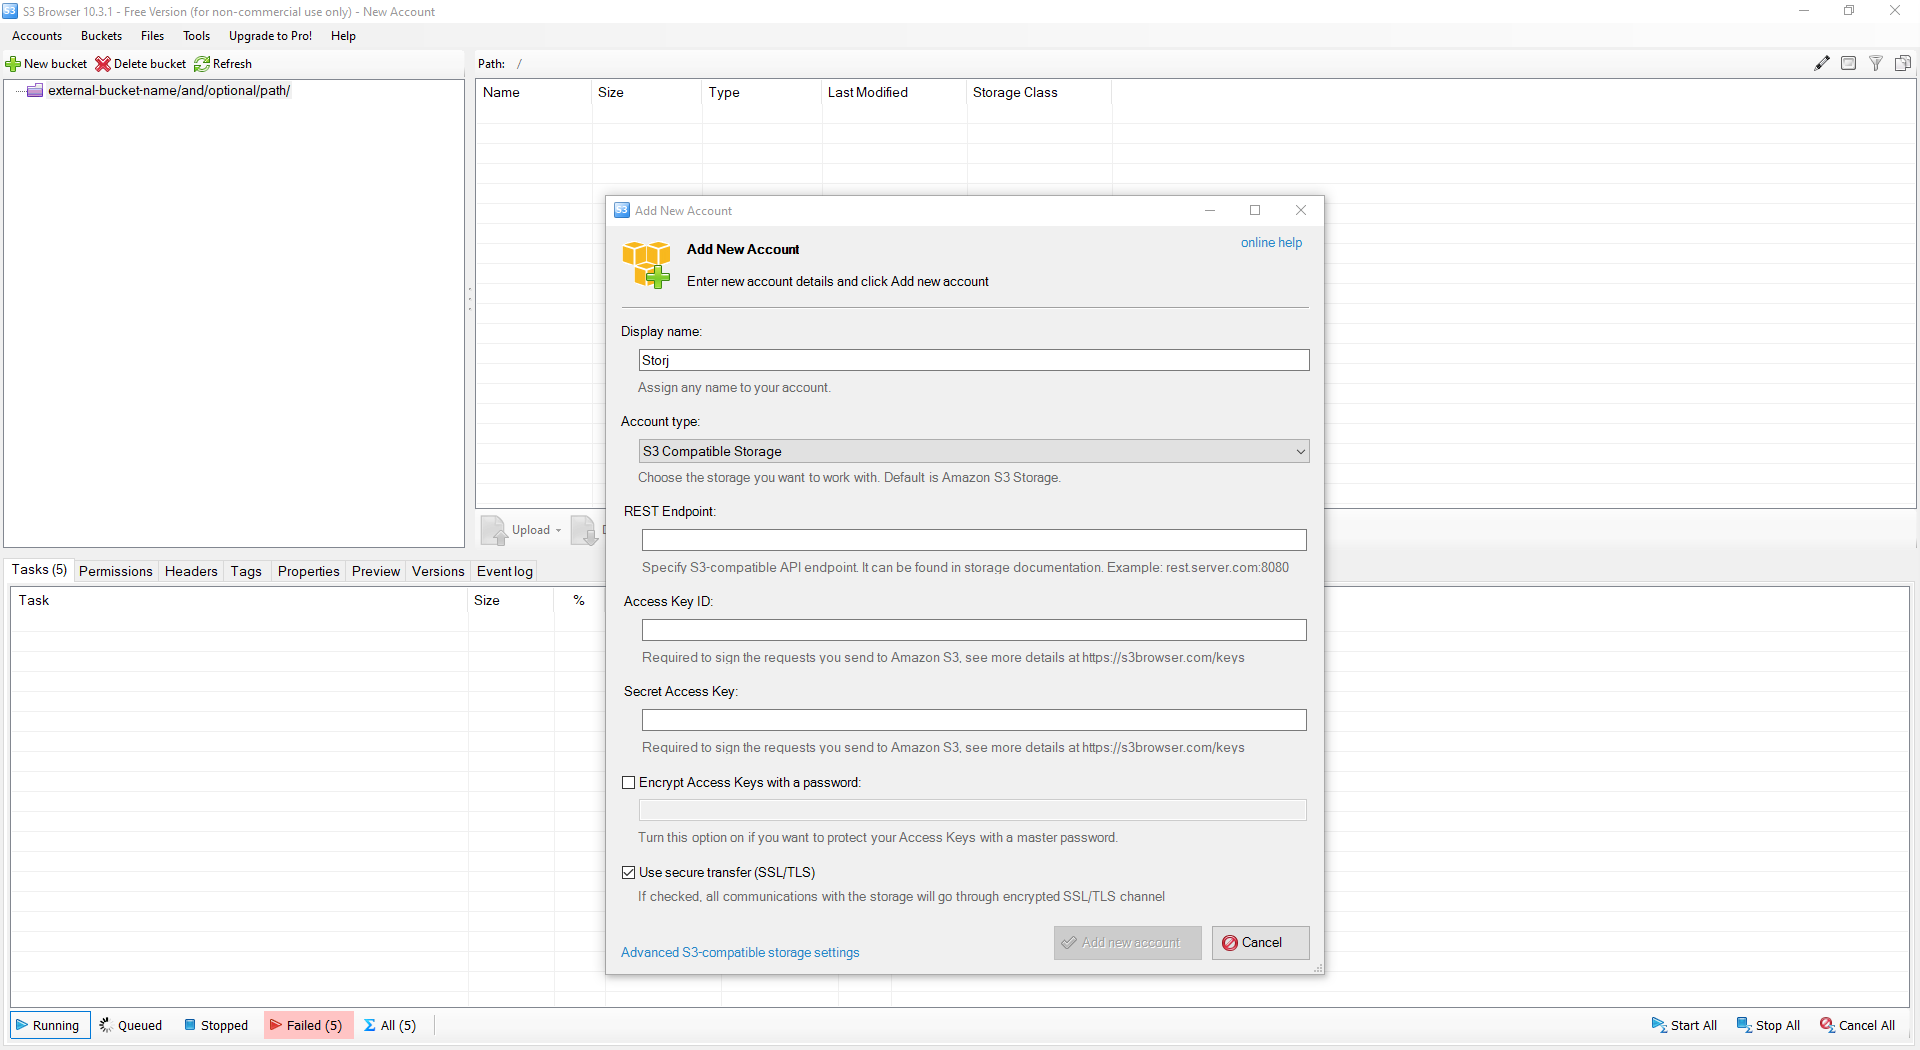 S3 Browser 10.3.1 - Free Version (for non-commercial use only) - New Account
Accounts Buckets Files Tools Upgrade to Pro! Help
New bucket Delete bucket Refresh
Path: /
external-bucket-name/and/optional/path/
Name Size Type Last Modified Storage Class
S3 Add New Account
Add New Account
online help
Enter new account details and click Add new account
Display name:
Storj
Assign any name to your account.
Account type:
S3 Compatible Storage
Choose the storage you want to work with. Default is Amazon S3 Storage.
REST Endpoint:
Specify S3-compatible API endpoint. It can be found in storage documentation. Example: rest.server.com:8080
Access Key ID:
Required to sign the requests you send to Amazon S3, see more details at https://s3browser.com/keys
Secret Access Key:
Required to sign the requests you send to Amazon S3, see more details at https://s3browser.com/keys
Encrypt Access Keys with a password:
Turn this option on if you want to protect your Access Keys with a master password.
Use secure transfer (SSL/TLS)
If checked, all communications with the storage will go through encrypted SSL/TLS channel
Advanced S3-compatible storage settings
Add new account Cancel
Upload
Tasks (5) Permissions Headers Tags Properties Preview Versions Event log
Task Size %
Running Queued Stopped Failed (5) All (5)
Start All Stop All Cancel All